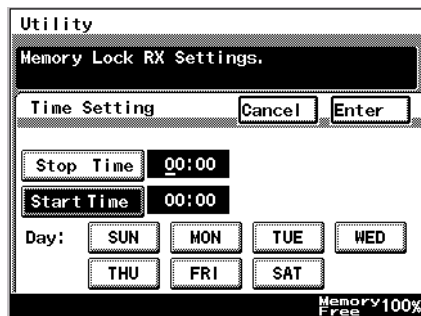 Utility
Memory Lock RX Settings.
Time Setting Cancel Enter
Stop Time 00:00
Start Time 00:00
Day: SUN MON TUE WED
THU FRI SAT
Memory Free 100%